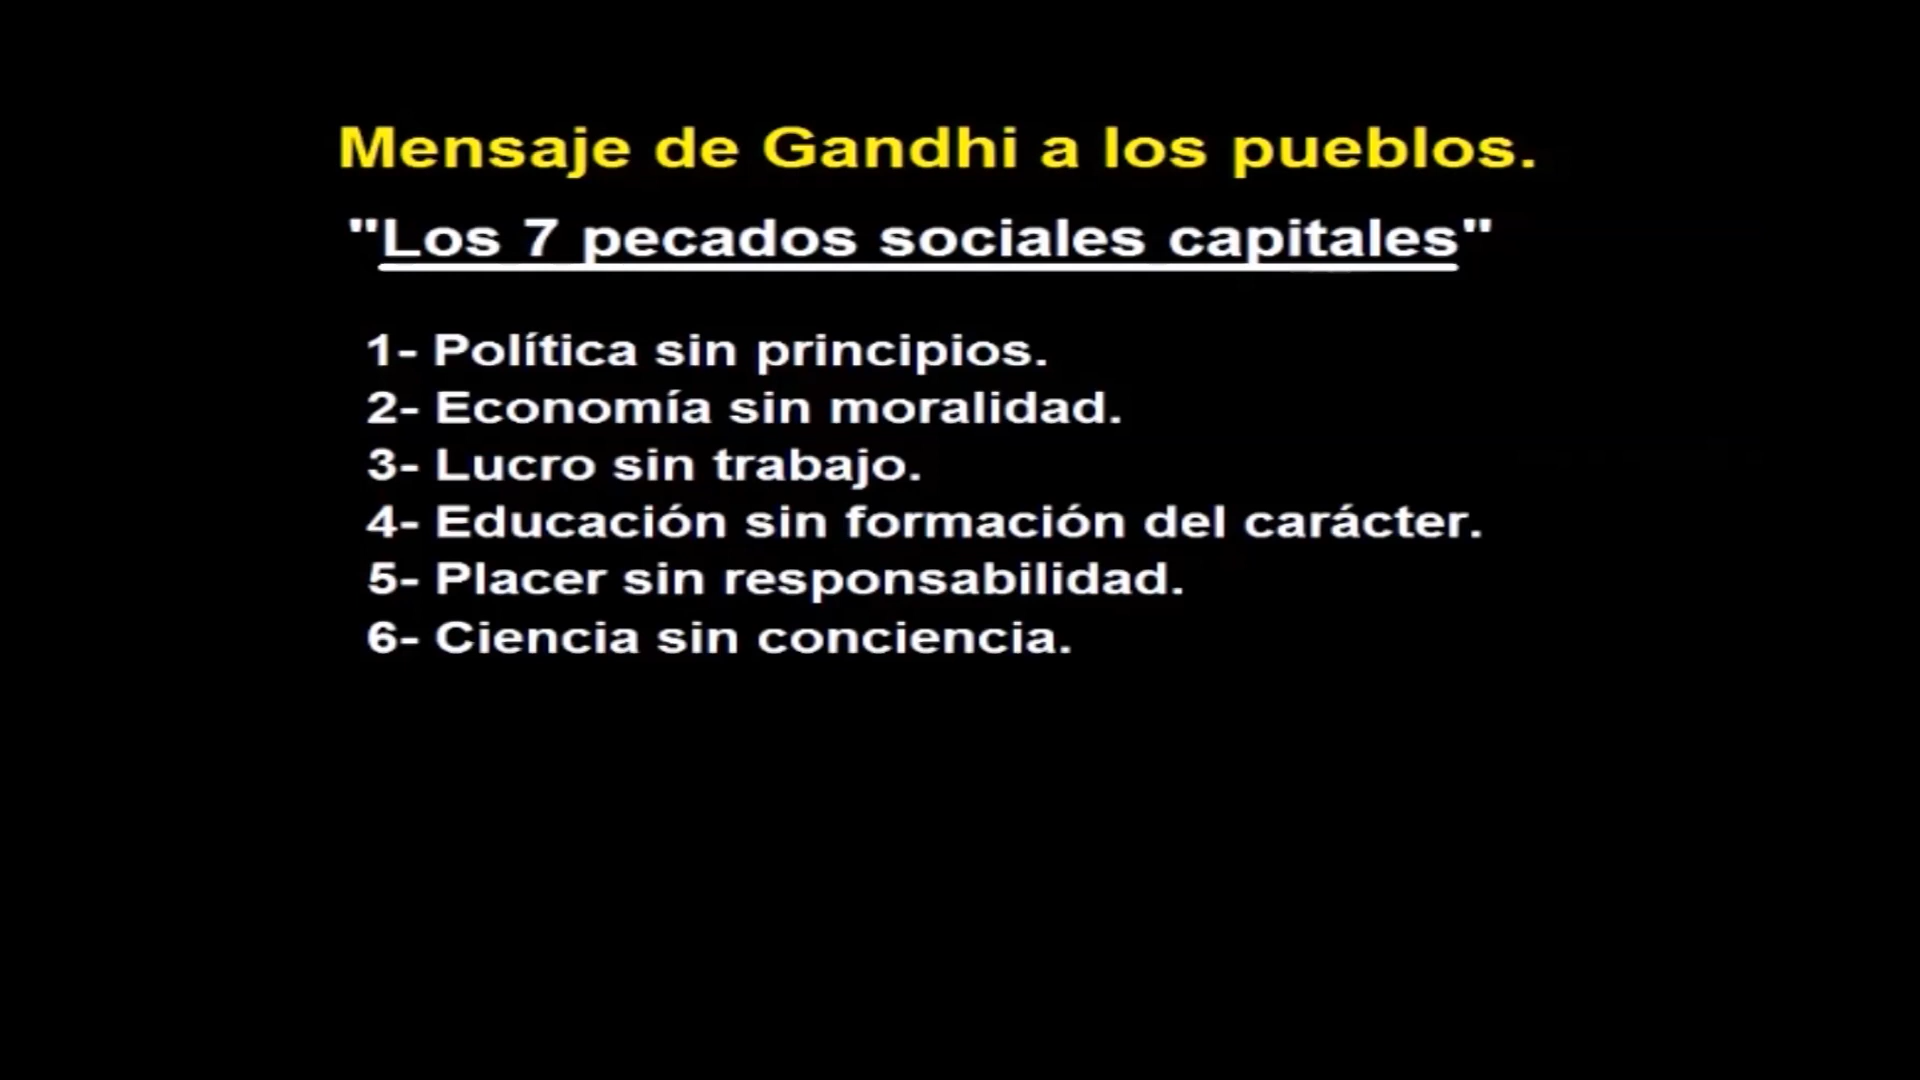 Mensaje de Gandhi a los pueblos.
"Los 7 pecados sociales capitales"
1- Política sin principios.
2- Economía sin moralidad.
3- Lucro sin trabajo.
4- Educación sin formación del carácter.
5- Placer sin responsabilidad.
6- Ciencia sin conciencia.